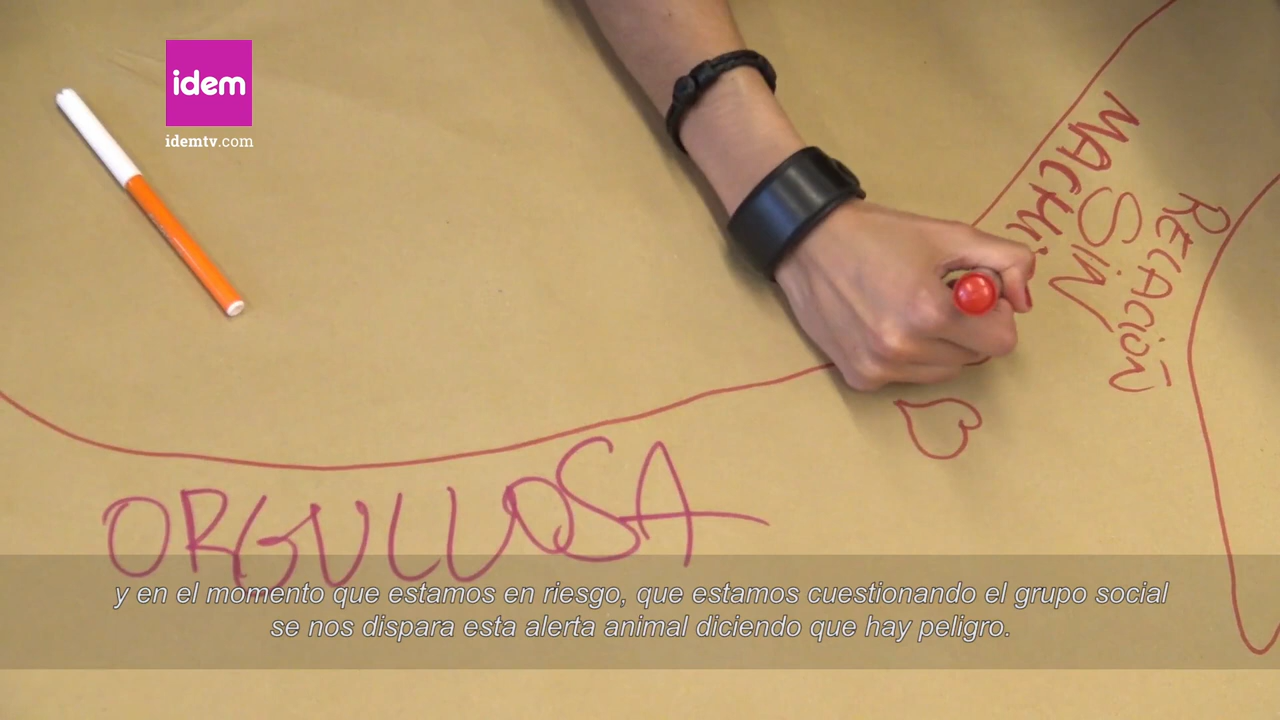 idem
idemtv.com
RELACIÓN
SIN
ORGULLOSA
y en el momento que estamos en riesgo, que estamos cuestionando el grupo social
se nos dispara esta alerta animal diciendo que hay peligro.